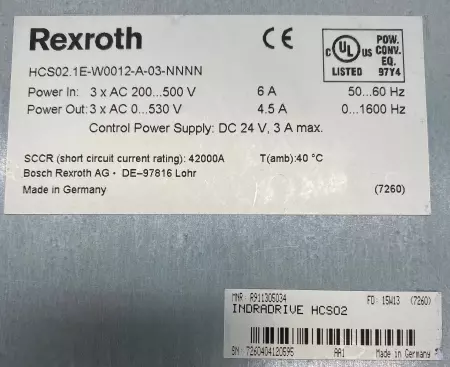 Rexroth
CE
C UL US
LISTED
POW.
CONV.
EQ.
97Y4
HCS02.1E-W0012-A-03-NNNN
Power In: 3 x AC 200...500 V 6 A 50...60 Hz
Power Out: 3 x AC 0...530 V 4.5 A 0...1600 Hz
Control Power Supply: DC 24 V, 3 A max.
SCCR (short circuit current rating): 42000A T(amb):40 °C
Bosch Rexroth AG • DE-97816 Lohr
Made in Germany (7260)
MNR: R911305034 FD: 15W13 (7260)
INDRADRIVE HCS02
SN: 7260404120595 AA1 Made in Germany